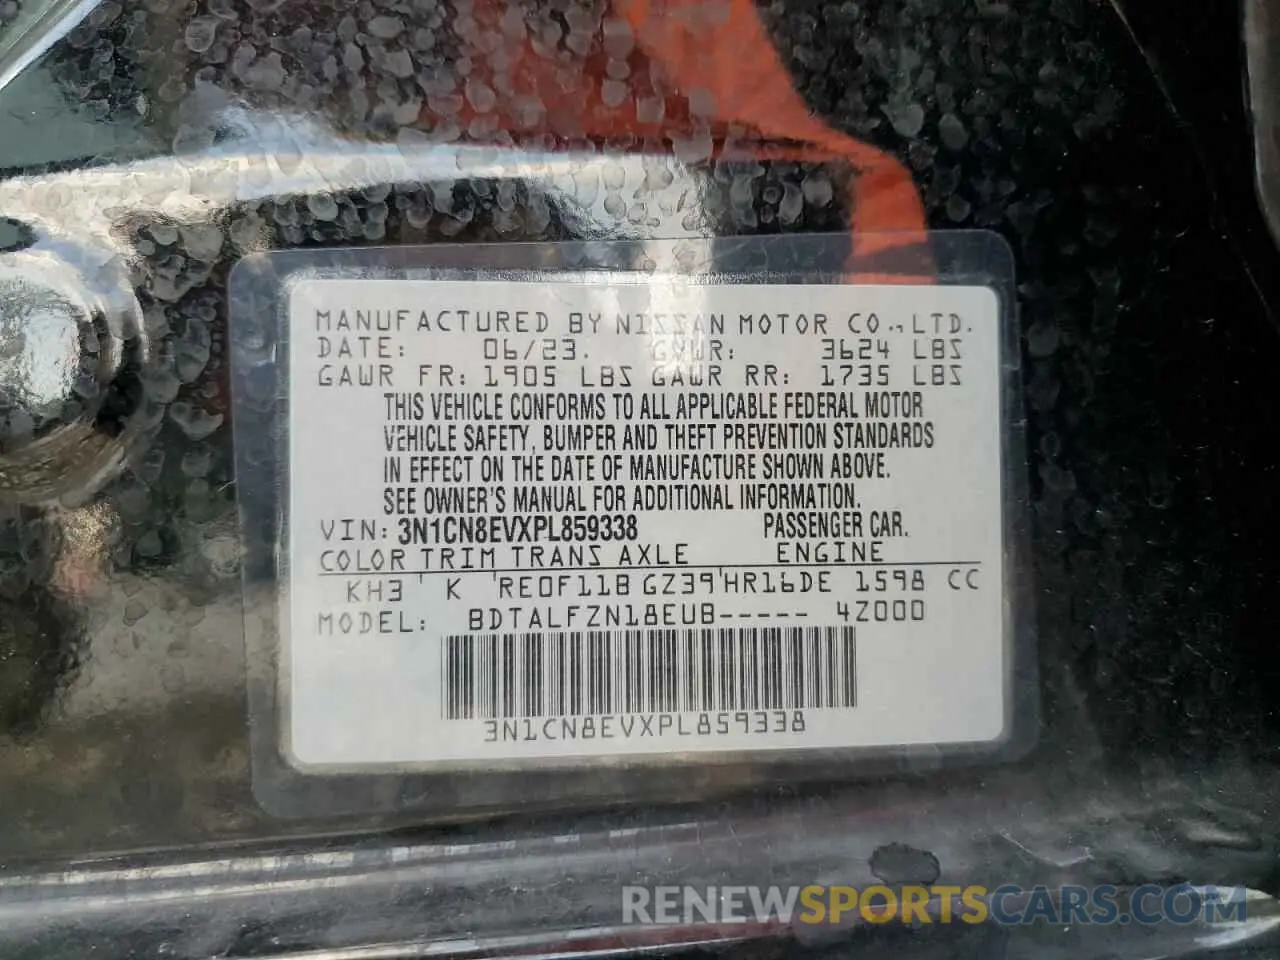 MANUFACTURED BY NISSAN MOTOR CO., LTD.
DATE: 06/23. GVWR: 3624 LBS
GAWR FR: 1905 LBS GAWR RR: 1735 LBS
THIS VEHICLE CONFORMS TO ALL APPLICABLE FEDERAL MOTOR
VEHICLE SAFETY, BUMPER AND THEFT PREVENTION STANDARDS
IN EFFECT ON THE DATE OF MANUFACTURE SHOWN ABOVE.
SEE OWNER'S MANUAL FOR ADDITIONAL INFORMATION.
VIN: 3N1CN8EVXPL859338 PASSENGER CAR.
COLOR TRIM TRANS AXLE ENGINE
KH3 ' K ' RE0F11B GZ39 ' HR16DE 1598 CC
MODEL: BDTALFZN18EUB----- 4Z000
3N1CN8EVXPL859338
RENEWSPORTSCARS.COM